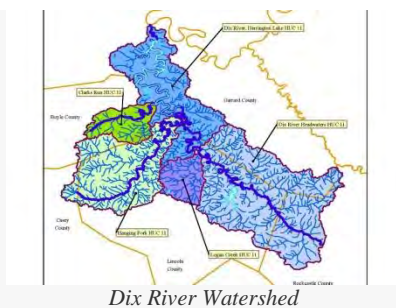 Dix River, Herrington Lake HUC 11
Clarks Run HUC 11
Garrard County
Boyle County
Dix River Headwaters HUC 11
Casey
County
Hanging Fork HUC 11
Logan Creek HUC 11
Lincoln
County
Rockcastle County
Dix River Watershed